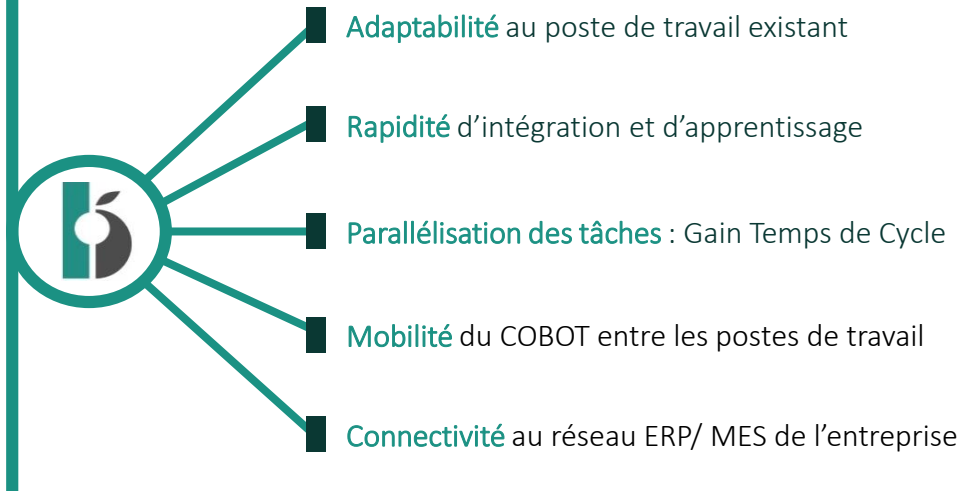 Adaptabilité au poste de travail existant
Rapidité d’intégration et d’apprentissage
Parallélisation des tâches : Gain Temps de Cycle
Mobilité du COBOT entre les postes de travail
Connectivité au réseau ERP/ MES de l’entreprise